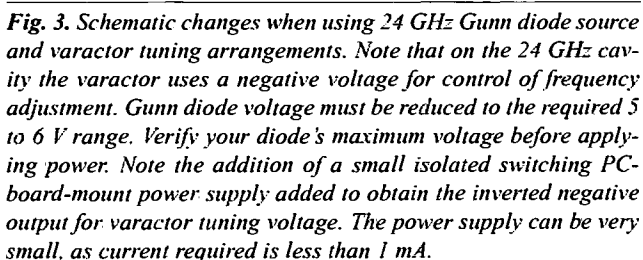 Fig. 3. Schematic changes when using 24 GHz Gunn diode source
and varactor tuning arrangements. Note that on the 24 GHz cav-
ity the varactor uses a negative voltage for control of frequency
adjustment. Gunn diode voltage must be reduced to the required 5
to 6 V range. Verify your diode's maximum voltage before apply-
ing power. Note the addition of a small isolated switching PC-
board-mount power supply added to obtain the inverted negative
output for varactor tuning voltage. The power supply can be very
small, as current required is less than 1 mA.